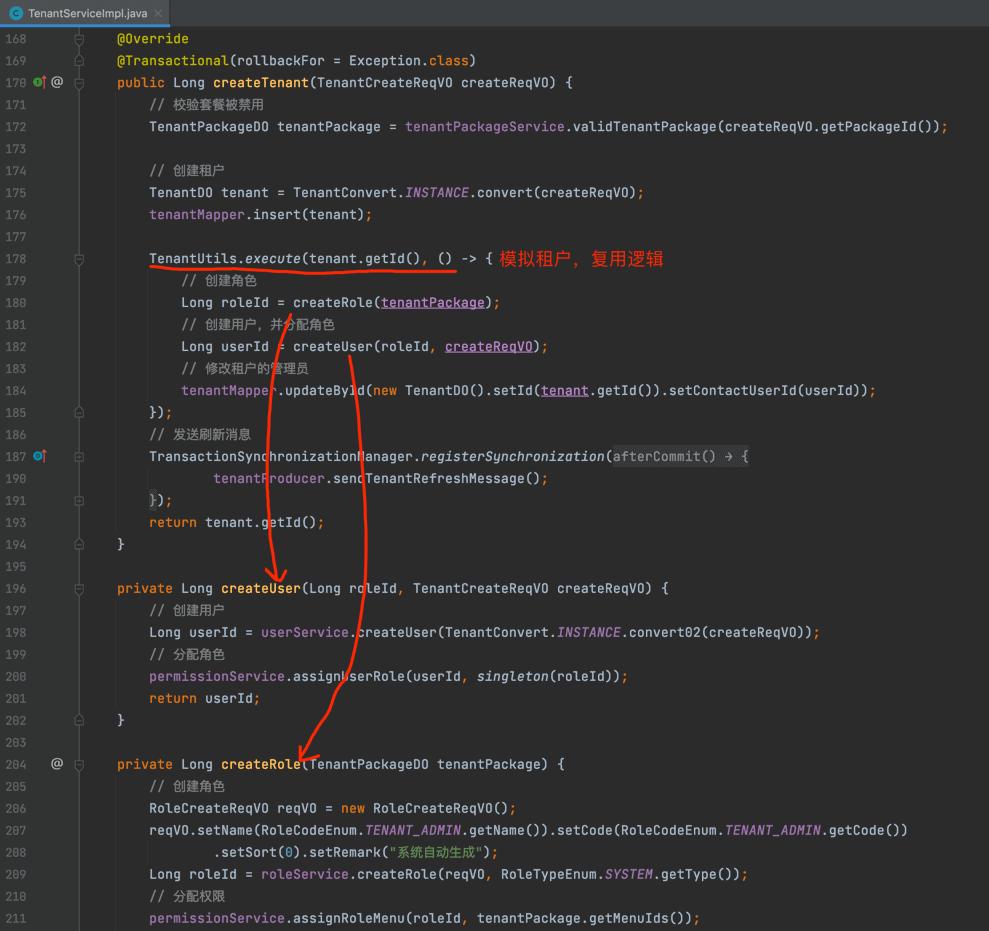 TenantServiceImpl.java
168 @Override
169 @Transactional(rollbackFor = Exception.class)
170 @ public Long createTenant(TenantCreateReqVO createReqVO) {
171 // 校验套餐被禁用
172 TenantPackageDO tenantPackage = tenantPackageService.validTenantPackage(createReqVO.getPackageId());
173
174 // 创建租户
175 TenantDO tenant = TenantConvert.INSTANCE.convert(createReqVO);
176 tenantMapper.insert(tenant);
177
178 TenantUtils.execute(tenant.getId(), () -> { 模拟租户，复用逻辑
179 // 创建角色
180 Long roleId = createRole(tenantPackage);
181 // 创建用户，并分配角色
182 Long userId = createUser(roleId, createReqVO);
183 // 修改租户的管理员
184 tenantMapper.updateById(new TenantDO().setId(tenant.getId()).setContactUserId(userId));
185 });
186 // 发送刷新消息
187 TransactionSynchronizationManager.registerSynchronization(afterCommit() → {
190 tenantProducer.sendTenantRefreshMessage();
191 });
193 return tenant.getId();
194 }
195
196 private Long createUser(Long roleId, TenantCreateReqVO createReqVO) {
197 // 创建用户
198 Long userId = userService.createUser(TenantConvert.INSTANCE.convert02(createReqVO));
199 // 分配角色
200 permissionService.assignUserRole(userId, singleton(roleId));
201 return userId;
202 }
203
204 @ private Long createRole(TenantPackageDO tenantPackage) {
205 // 创建角色
206 RoleCreateReqVO reqVO = new RoleCreateReqVO();
207 reqVO.setName(RoleCodeEnum.TENANT_ADMIN.getName()).setCode(RoleCodeEnum.TENANT_ADMIN.getCode())
208 .setSort(0).setRemark("系统自动生成");
209 Long roleId = roleService.createRole(reqVO, RoleTypeEnum.SYSTEM.getType());
210 // 分配权限
211 permissionService.assignRoleMenu(roleId, tenantPackage.getMenuIds());